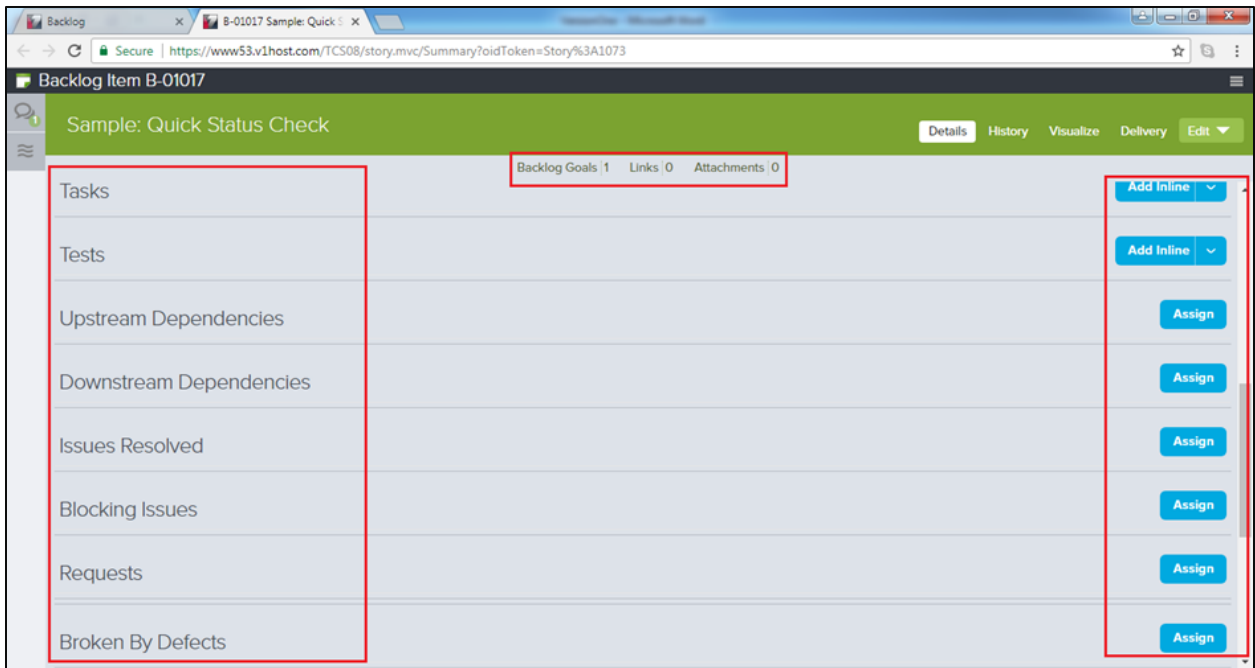 Backlog
B-01017 Sample: Quick S
Secure | https://www53.v1host.com/TCS08/story.mvc/Summary?oidToken=Story%3A1073
Backlog Item B-01017
1
Sample: Quick Status Check
Details History Visualize Delivery Edit
Backlog Goals 1 Links 0 Attachments 0
Tasks Add Inline
Tests Add Inline
Upstream Dependencies Assign
Downstream Dependencies Assign
Issues Resolved Assign
Blocking Issues Assign
Requests Assign
Broken By Defects Assign